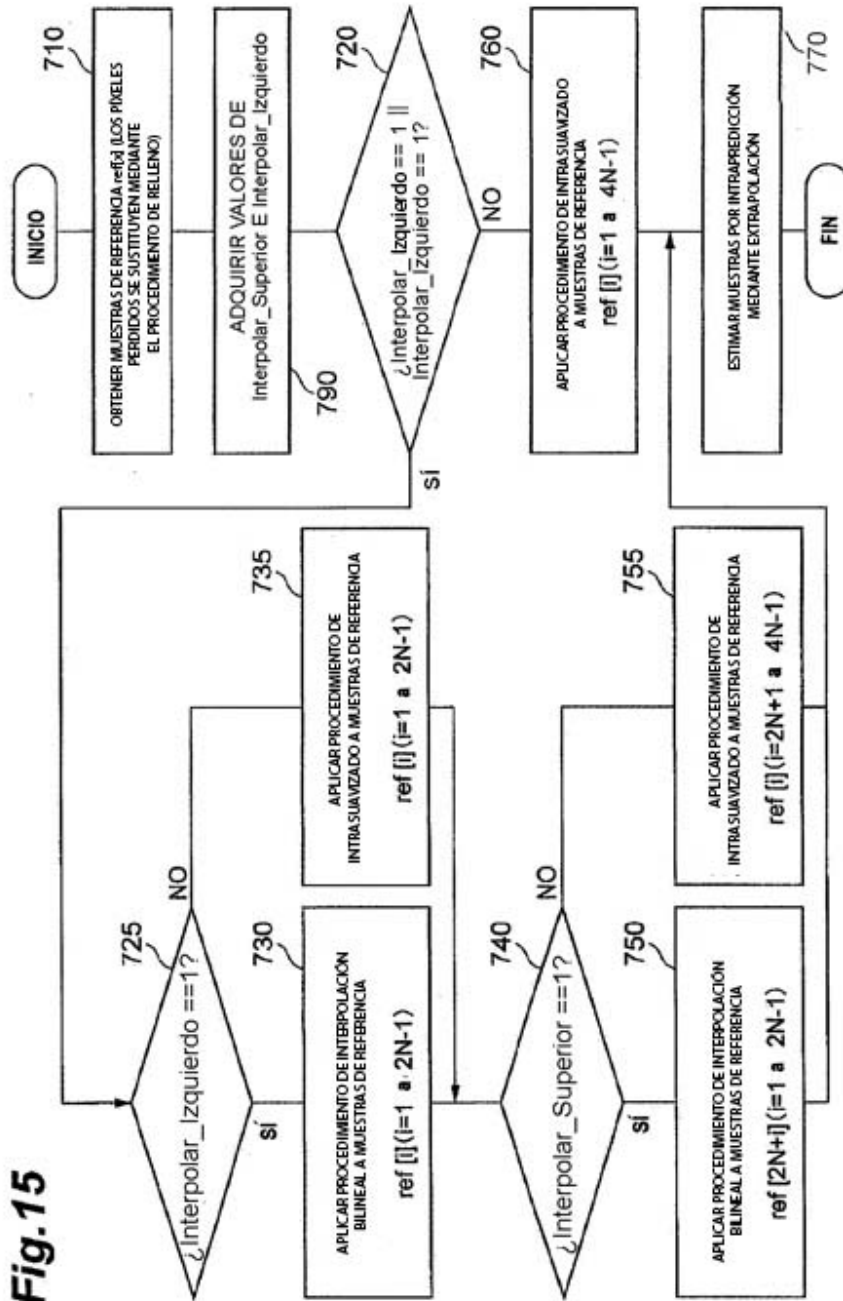 Fig.15
INICIO
710
OBTENER MUESTRAS DE REFERENCIA ref[x] (LOS PÍXELES
PERDIDOS SE SUSTITUYEN MEDIANTE
EL PROCEDIMIENTO DE RELLENO)
ADQUIRIR VALORES DE
Interpolar_Superior E Interpolar_Izquierdo
790
720
¿Interpolar_Izquierdo == 1 ||
Interpolar_Izquierdo == 1?
SÍ
NO
760
APLICAR PROCEDIMIENTO DE INTRASUAVIZADO
A MUESTRAS DE REFERENCIA
ref [i] (i=1 a 4N-1)
770
ESTIMAR MUESTRAS POR INTRAPREDICCIÓN
MEDIANTE EXTRAPOLACIÓN
FIN
725
¿Interpolar_Izquierdo ==1?
NO
SÍ
735
APLICAR PROCEDIMIENTO DE
INTRASUAVIZADO A MUESTRAS DE REFERENCIA
ref [i] (i=1 a 2N-1)
730
APLICAR PROCEDIMIENTO DE INTERPOLACIÓN
BILINEAL A MUESTRAS DE REFERENCIA
ref [i] (i=1 a 2N-1)
740
¿Interpolar_Superior ==1?
NO
SÍ
755
APLICAR PROCEDIMIENTO DE
INTRASUAVIZADO A MUESTRAS DE REFERENCIA
ref [i] (i=2N+1 a 4N-1)
750
APLICAR PROCEDIMIENTO DE INTERPOLACIÓN
BILINEAL A MUESTRAS DE REFERENCIA
ref [2N+i] (i=1 a 2N-1)